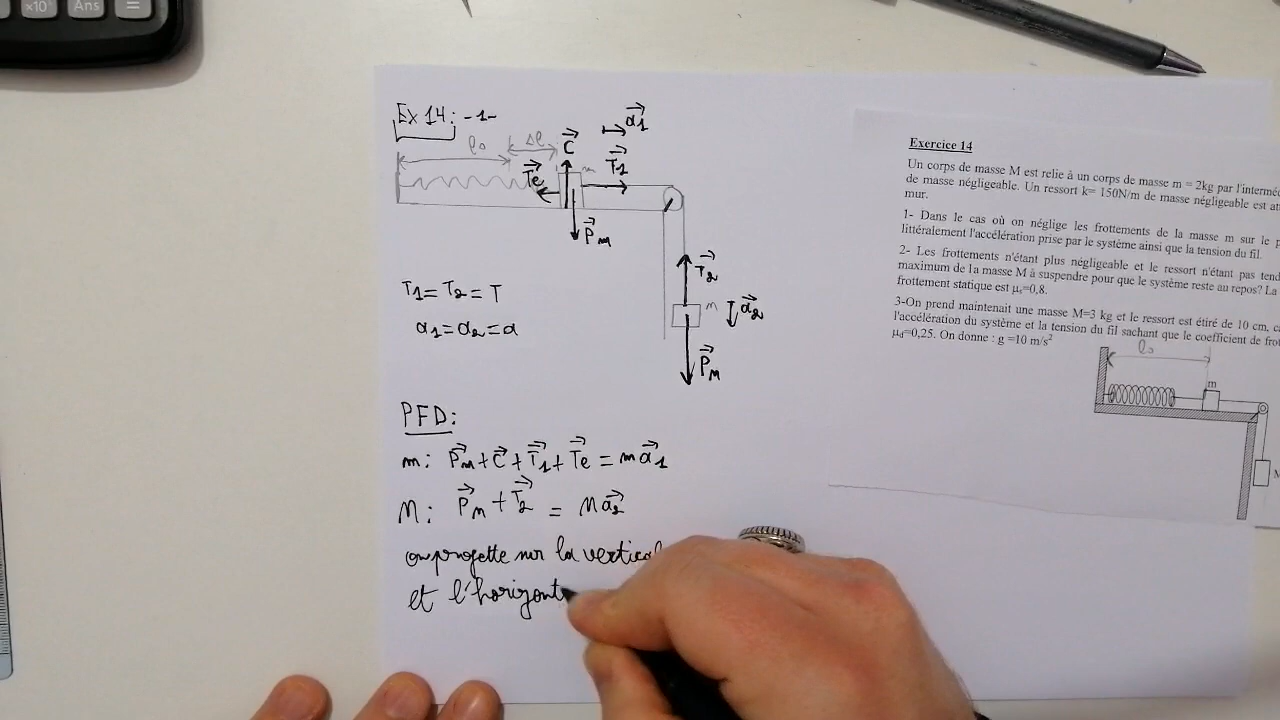 x10ˣ Ans =
Ex 14: -1-
l₀ Δl
C⃗ a⃗₁
T⃗e m T⃗₁
P⃗m
T⃗₂
M a⃗₂
P⃗M
T₁ = T₂ = T
a₁ = a₂ = a
PFD:
m: P⃗m + C⃗ + T⃗₁ + T⃗e = m a⃗₁
M: P⃗M + T⃗₂ = M a⃗₂
on projette sur la vertical
et l'horizont
Exercice 14
Un corps de masse M est relie à un corps de masse m = 2kg par
de masse négligeable. Un ressort k= 150N/m de masse négligeable est
mur.
1- Dans le cas où on néglige les frottements de la masse m sur le
littéralement l'accélération prise par le système ainsi que la tension du fil.
2- Les frottements n'étant plus négligeable et le ressort n'étant pas
maximum de la masse M à suspendre pour que le système reste au repos? La
frottement statique est μₛ=0,8.
3-On prend maintenait une masse M=3 kg et le ressort est étiré de 10 cm,
l'accélération du système et la tension du fil sachant que le coefficient de
μd=0,25. On donne : g =10 m/s²
l₀
m
M